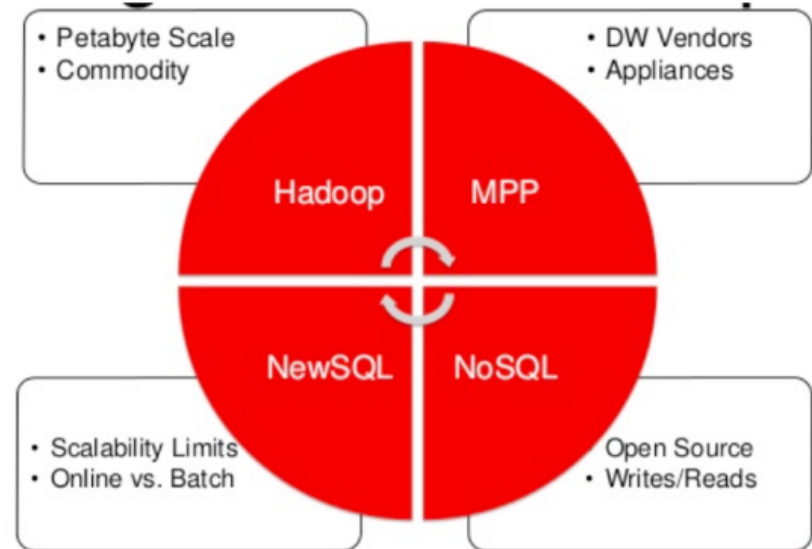 • Petabyte Scale
• Commodity
• DW Vendors
• Appliances
Hadoop
MPP
NewSQL
NoSQL
• Scalability Limits
• Online vs. Batch
Open Source
• Writes/Reads